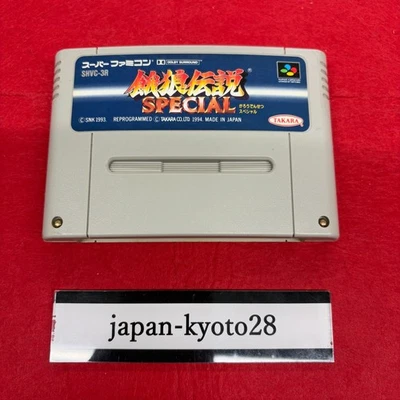 スーパーファミコン DOLBY SURROUND
SHVC-3R
餓狼伝説
SPECIAL
がろうでんせつ
スペシャル
©SNK 1993. REPROGRAMMED ©TAKARA CO.,LTD 1994. MADE IN JAPAN
TAKARA
japan-kyoto28